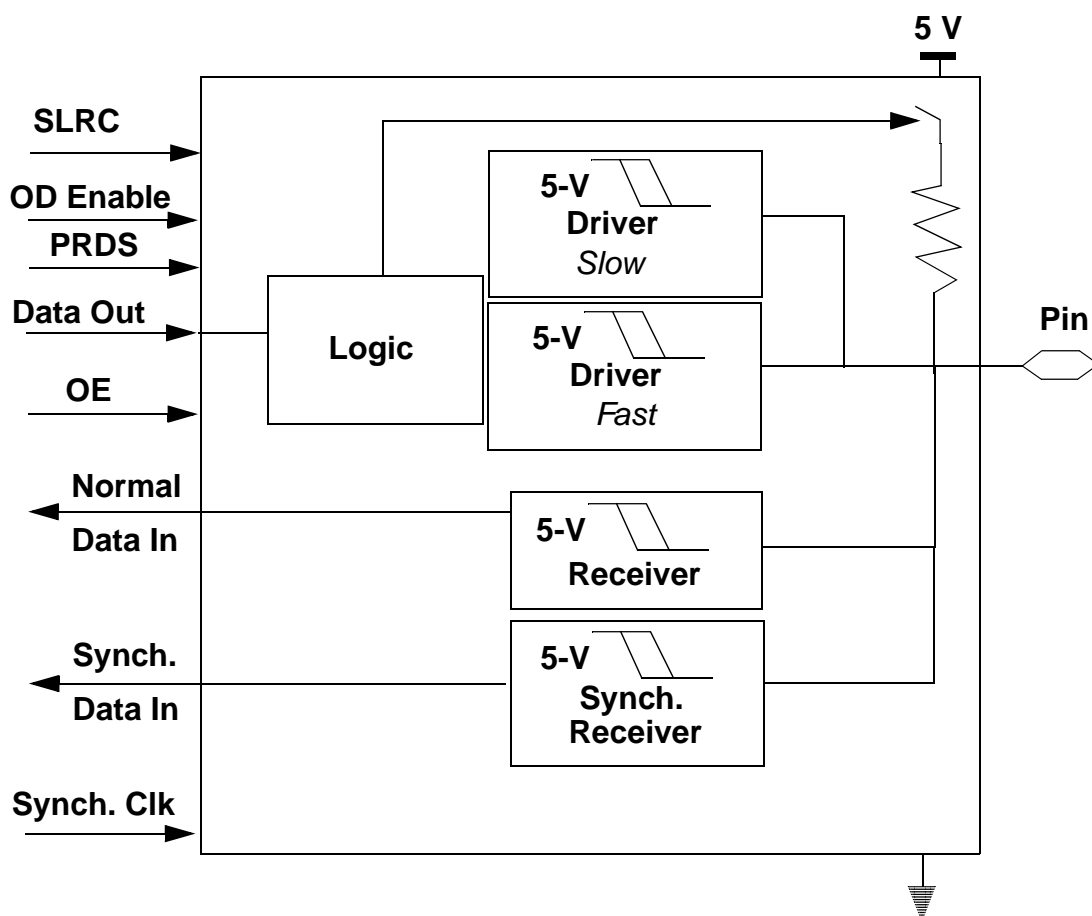 5 V
SLRC
OD Enable
PRDS
Data Out
OE
Normal
Data In
Synch.
Data In
Synch. Clk
Logic
5-V
Driver
Slow
5-V
Driver
Fast
5-V
Receiver
5-V
Synch.
Receiver
Pin